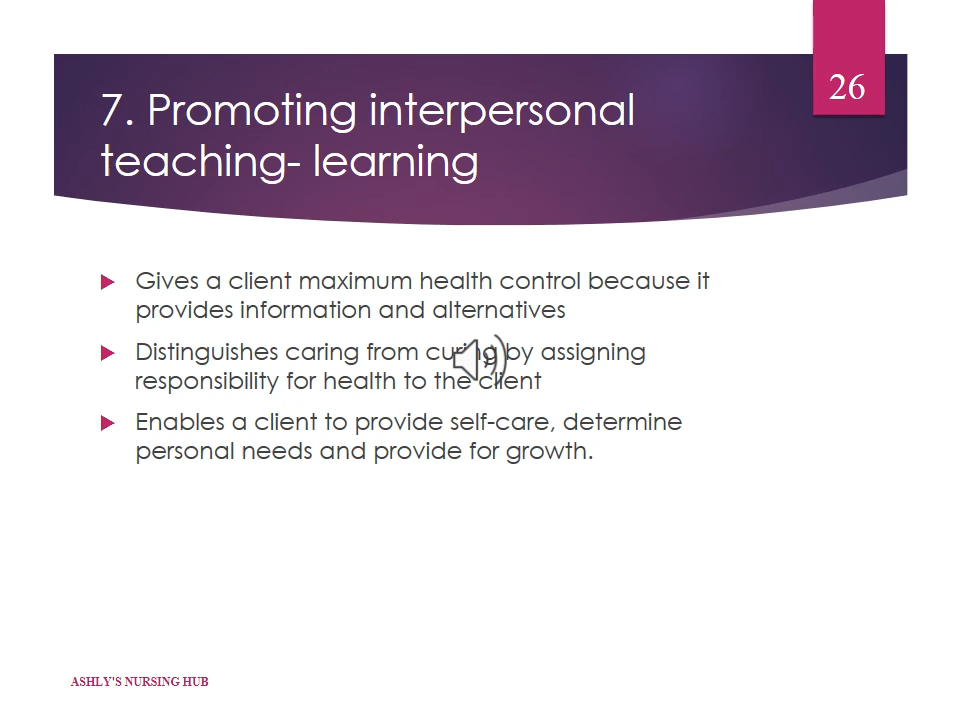 26
7. Promoting interpersonal
teaching- learning
Gives a client maximum health control because it
provides information and alternatives
Distinguishes caring from curing by assigning
responsibility for health to the client
Enables a client to provide self-care, determine
personal needs and provide for growth.
ASHLY'S NURSING HUB